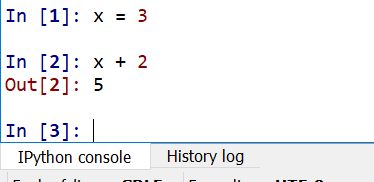 In [1]: x = 3
In [2]: x + 2
Out[2]: 5
In [3]:
IPython console
History log